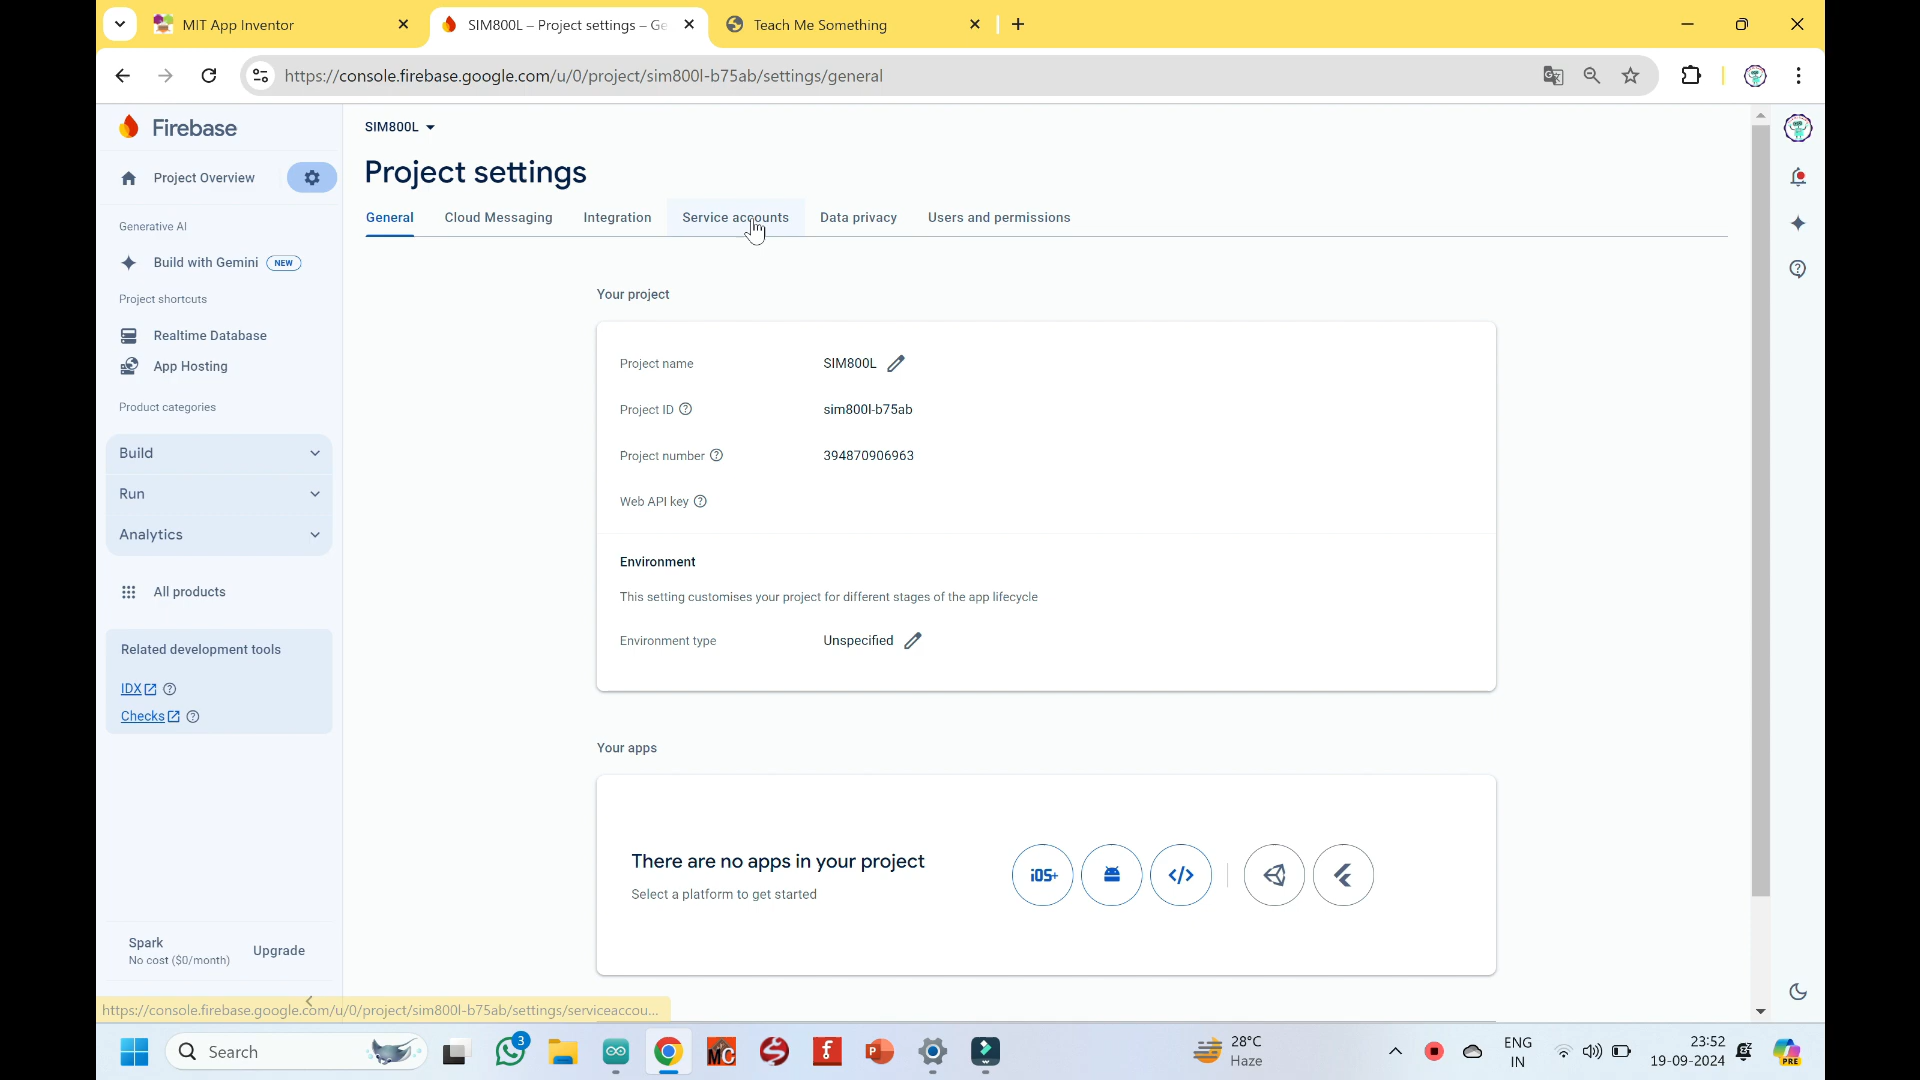 MIT App Inventor
SIM800L – Project settings – Ge
Teach Me Something
https://console.firebase.google.com/u/0/project/sim800l-b75ab/settings/general
Firebase
SIM800L
Project Overview
Project settings
General
Cloud Messaging
Integration
Service accounts
Data privacy
Users and permissions
Generative AI
Build with Gemini NEW
Project shortcuts
Realtime Database
App Hosting
Product categories
Build
Run
Analytics
All products
Related development tools
IDX
Checks
Your project
Project name SIM800L
Project ID sim800l-b75ab
Project number 394870906963
Web API key
Environment
This setting customises your project for different stages of the app lifecycle
Environment type Unspecified
Your apps
There are no apps in your project
Select a platform to get started
iOS+
Spark
No cost ($0/month)
Upgrade
https://console.firebase.google.com/u/0/project/sim800l-b75ab/settings/serviceaccou...
Search
3
MC
f
P
28°C
Haze
ENG
IN
23:52
19-09-2024
PRE